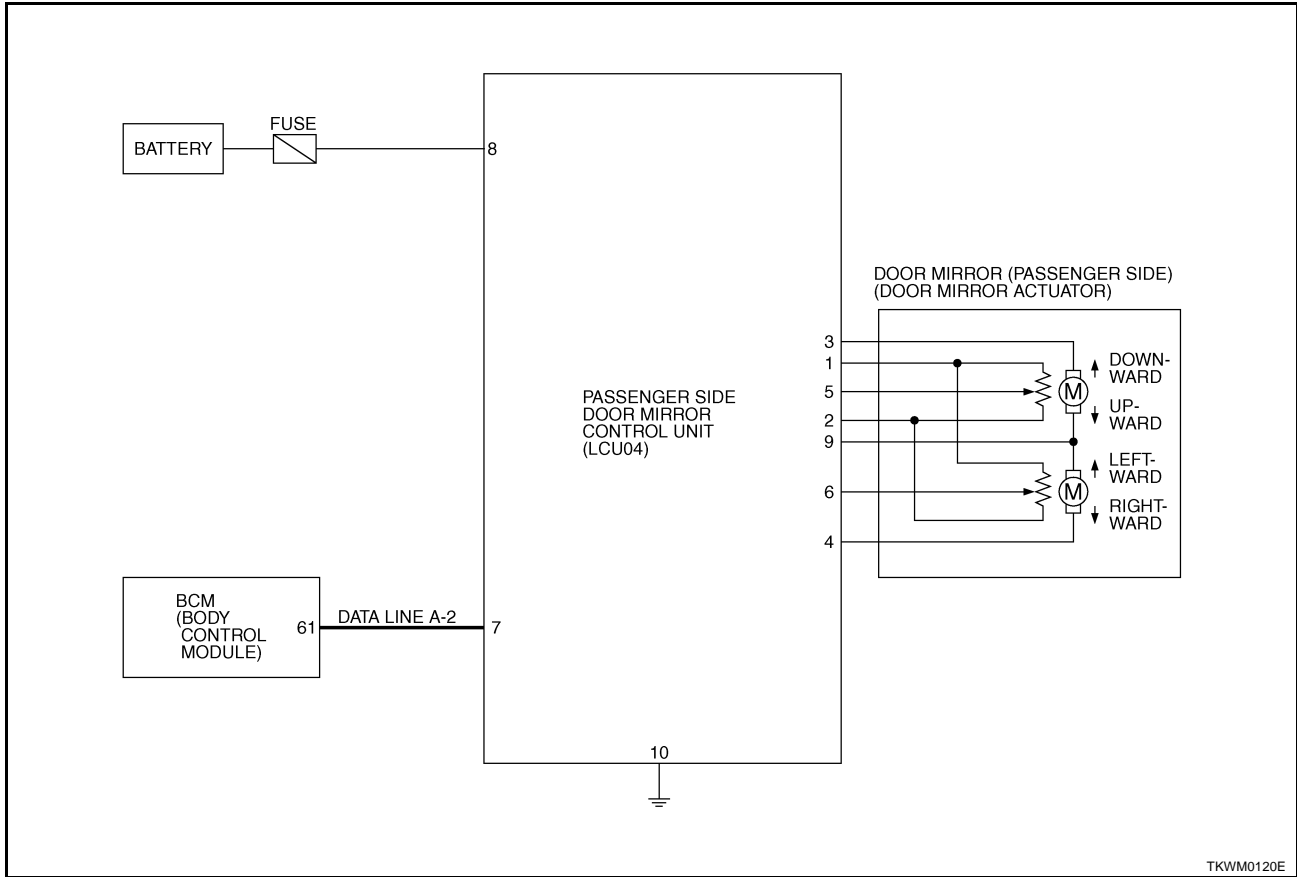 FUSE
BATTERY
8
DOOR MIRROR (PASSENGER SIDE)
(DOOR MIRROR ACTUATOR)
3
1
5
2
9
6
4
DOWN-
WARD
M
UP-
WARD
LEFT-
WARD
M
RIGHT-
WARD
PASSENGER SIDE
DOOR MIRROR
CONTROL UNIT
(LCU04)
BCM
(BODY
CONTROL
MODULE)
61
DATA LINE A-2
7
10
TKWM0120E